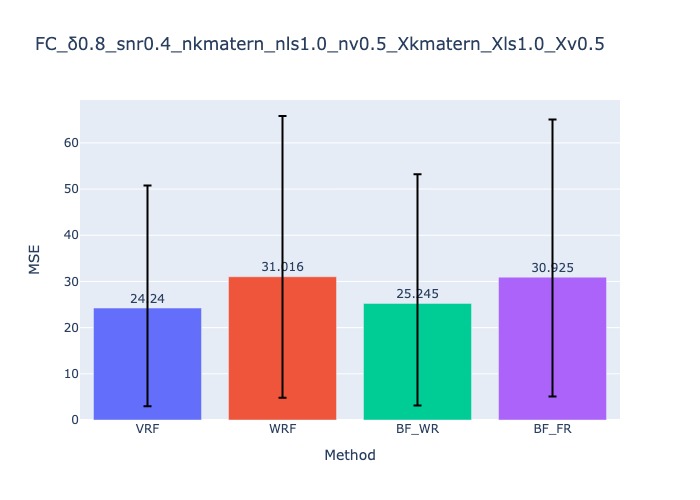 FC_δ0.8_snr0.4_nkmatern_nls1.0_nv0.5_Xkmatern_Xls1.0_Xv0.5
60
50
40
30
20
10
0
MSE
24.24
31.016
25.245
30.925
VRF WRF BF_WR BF_FR
Method